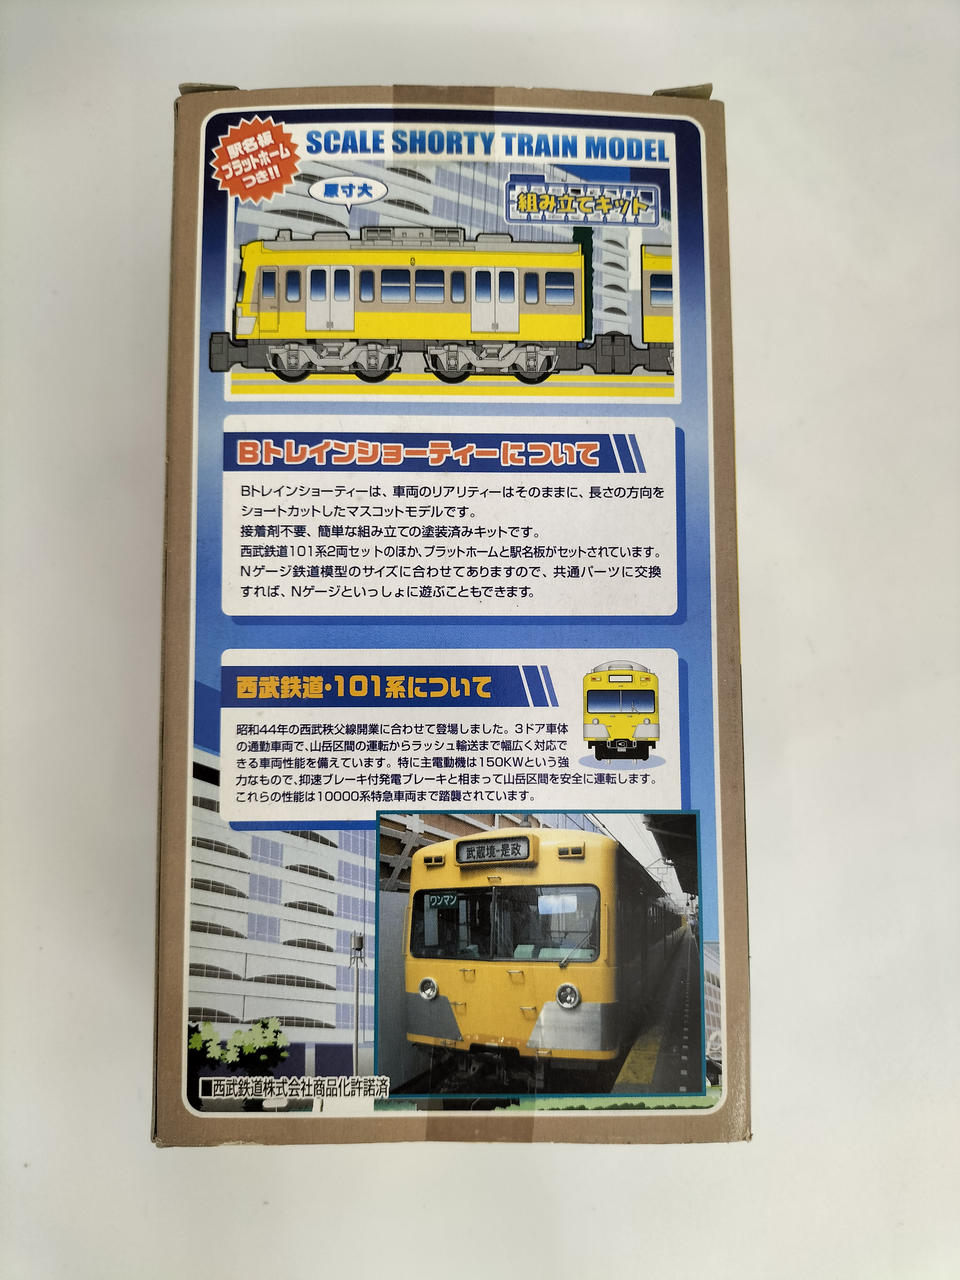 駅名板
プラットホーム
つき!!
SCALE SHORTY TRAIN MODEL
原寸大
組み立てキット
Bトレインショーティーについて
Bトレインショーティーは、車両のリアリティーはそのままに、長さの方向を
ショートカットしたマスコットモデルです。
接着剤不要、簡単な組み立ての塗装済みキットです。
西武鉄道101系2両セットのほか、プラットホームと駅名板がセットされています。
Nゲージ鉄道模型のサイズに合わせてありますので、共通パーツに交換
すれば、Nゲージといっしょに遊ぶこともできます。
西武鉄道・101系について
昭和44年の西武秩父線開業に合わせて登場しました。3ドア車体
の通勤車両で、山岳区間の運転からラッシュ輸送まで幅広く対応で
きる車両性能を備えています。特に主電動機は150KWという強
力なもので、抑速ブレーキ付発電ブレーキと相まって山岳区間を安全に運転します。
これらの性能は10000系特急車両まで踏襲されています。
武蔵境-是政
ワンマン
■西武鉄道株式会社商品化許諾済